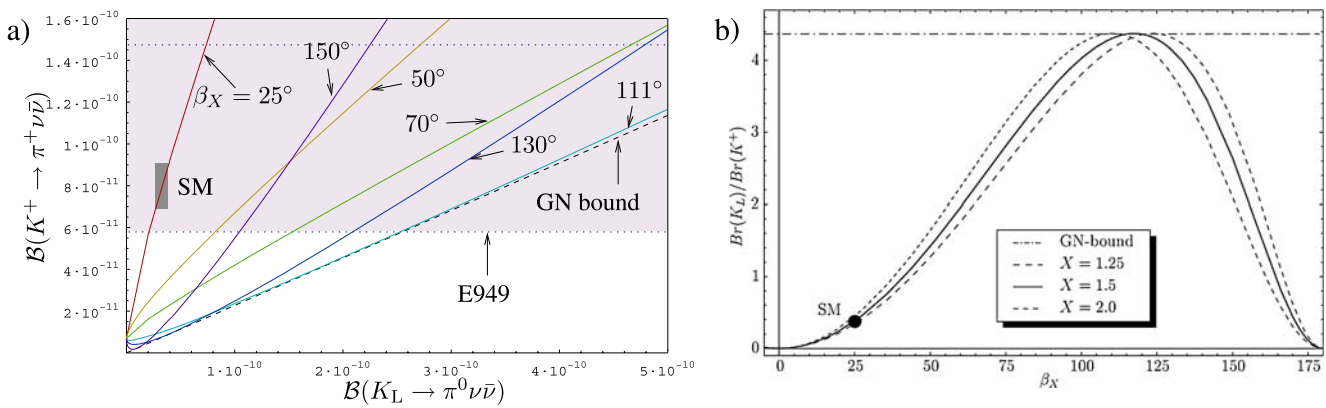 a)
1.6·10⁻¹⁰
1.4·10⁻¹⁰
1.2·10⁻¹⁰
1·10⁻¹⁰
8·10⁻¹¹
6·10⁻¹¹
4·10⁻¹¹
2·10⁻¹¹
B(K⁺ → π⁺νν̄)
150°
50°
β_X = 25°
70°
111°
130°
SM
GN bound
E949
1·10⁻¹⁰ 2·10⁻¹⁰ 3·10⁻¹⁰ 4·10⁻¹⁰ 5·10⁻¹⁰
B(K_L → π⁰νν̄)
b)
4
3
2
1
0
Br(K_L)/Br(K⁺)
SM
GN-bound
X = 1.25
X = 1.5
X = 2.0
0 25 50 75 100 125 150 175
β_X